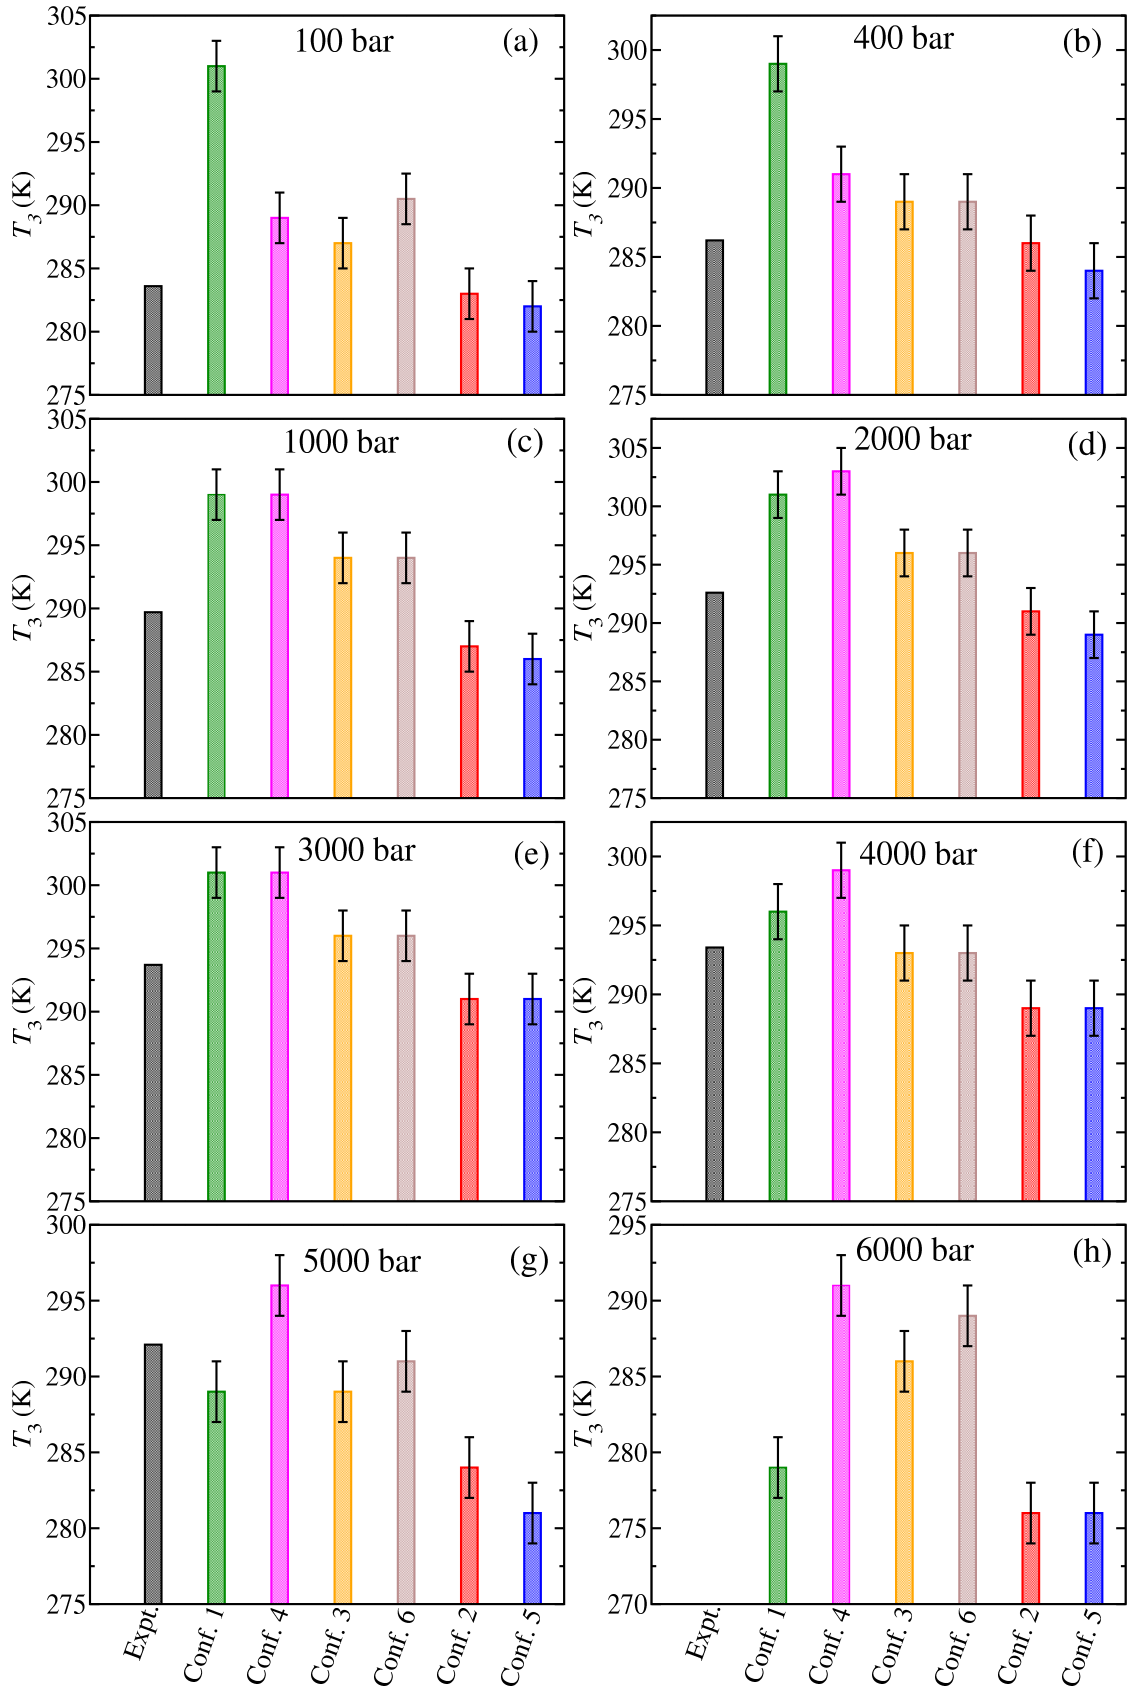 100 bar
(a)
305
300
295
290
285
280
275
T3 (K)
400 bar
(b)
300
295
290
285
280
275
T3 (K)
1000 bar
(c)
305
300
295
290
285
280
275
T3 (K)
2000 bar
(d)
305
300
295
290
285
280
275
T3 (K)
3000 bar
(e)
305
300
295
290
285
280
275
T3 (K)
4000 bar
(f)
300
295
290
285
280
275
T3 (K)
5000 bar
(g)
300
295
290
285
280
275
T3 (K)
Expt.
Conf. 1
Conf. 4
Conf. 3
Conf. 6
Conf. 2
Conf. 5
6000 bar
(h)
295
290
285
280
275
270
T3 (K)
Expt.
Conf. 1
Conf. 4
Conf. 3
Conf. 6
Conf. 2
Conf. 5